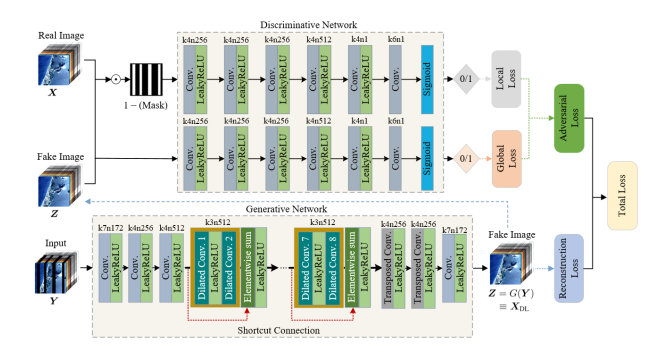 Discriminative Network
Real Image
X
1 − (Mask)
k4n256
k4n256
k4n256
k4n512
k4n1
k6n1
Conv.
LeakyReLU
Conv.
LeakyReLU
Conv.
LeakyReLU
Conv.
LeakyReLU
Conv.
LeakyReLU
Conv.
Sigmoid
0/1
Local
Loss
Fake Image
Z
k4n256
k4n256
k4n256
k4n512
k4n1
k6n1
Conv.
LeakyReLU
Conv.
LeakyReLU
Conv.
LeakyReLU
Conv.
LeakyReLU
Conv.
LeakyReLU
Conv.
Sigmoid
0/1
Global
Loss
Adversarial
Loss
Total Loss
Generative Network
Input
Y
k7n172
k4n256
k4n512
k3n512
k3n512
k4n256
k4n256
k7n172
Conv.
LeakyReLU
Conv.
LeakyReLU
Conv.
LeakyReLU
Dilated Conv. 1
LeakyReLU
Dilated Conv. 2
Elementwise sum
LeakyReLU
Dilated Conv. 7
LeakyReLU
Dilated Conv. 8
Elementwise sum
LeakyReLU
Transposed Conv.
LeakyReLU
Transposed Conv.
LeakyReLU
Conv.
LeakyReLU
Shortcut Connection
Fake Image
Z = G(Y)
≡ X_DL
Reconstruction
Loss